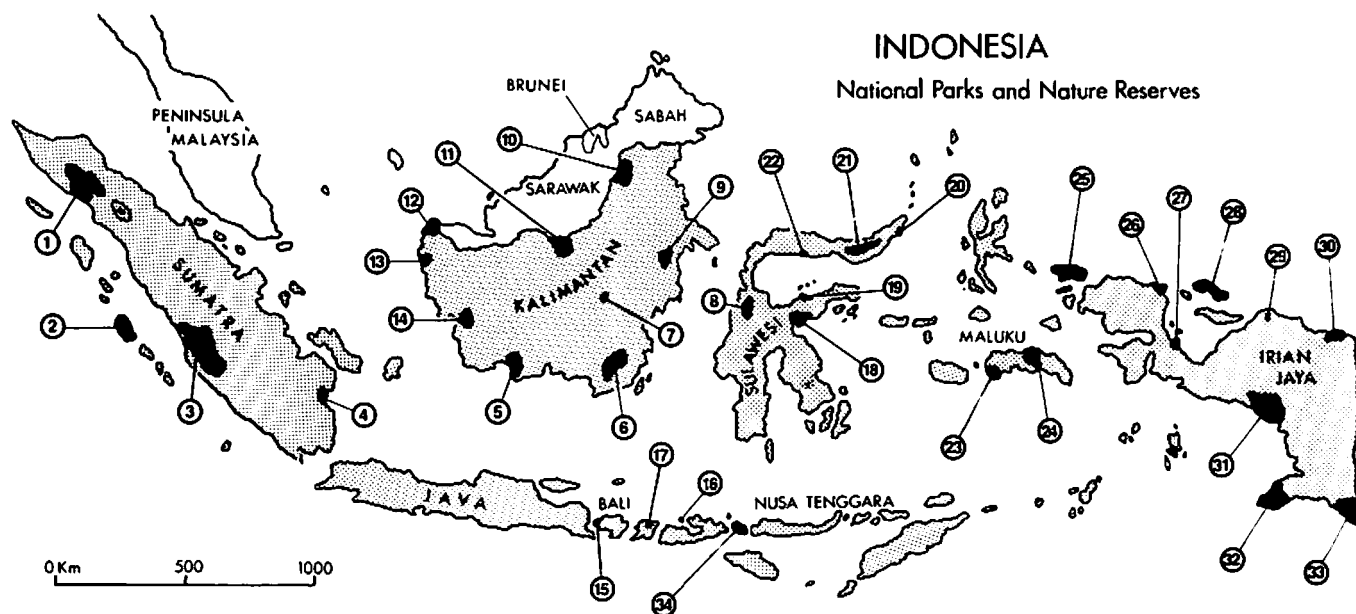 INDONESIA
National Parks and Nature Reserves
BRUNEI
SABAH
PENINSULA
MALAYSIA
SARAWAK
SUMATRA
KALIMANTAN
SULAWESI
MALUKU
IRIAN
JAYA
JAVA
BALI
NUSA TENGGARA
10
11
12
13
14
9
22
21
20
25
26
27
28
29
30
1
2
3
4
5
6
7
8
19
18
23
24
31
32
33
17
16
15
34
0 Km 500 1000